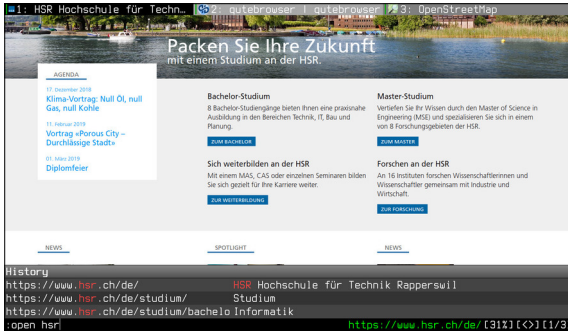 1: HSR Hochschule für Techn… 2: qutebrowser | qutebrowser 3: OpenStreetMap
Packen Sie Ihre Zukunft
mit einem Studium an der HSR.
AGENDA
17. Dezember 2018
Klima-Vortrag: Null Öl, null
Gas, null Kohle
11. Februar 2019
Vortrag «Porous City –
Durchlässige Stadt»
01. März 2019
Diplomfeier
Bachelor-Studium
8 Bachelor-Studiengänge bieten Ihnen eine praxisnahe
Ausbildung in den Bereichen Technik, IT, Bau und
Planung.
ZUM BACHELOR
Master-Studium
Vertiefen Sie Ihr Wissen durch den Master of Science in
Engineering (MSE) und spezialisieren Sie sich in einem
von 8 Forschungsgebieten der HSR.
ZUM MASTER
Sich weiterbilden an der HSR
Mit einem MAS, CAS oder einzelnen Seminaren bilden
Sie sich gezielt für Ihre Karriere weiter.
ZUR WEITERBILDUNG
Forschen an der HSR
An 16 Instituten forschen Wissenschaftlerinnen und
Wissenschaftler gemeinsam mit Industrie und
Wirtschaft.
ZUR FORSCHUNG
NEWS
SPOTLIGHT
NEWS
History
https://www.hsr.ch/de/ HSR Hochschule für Technik Rapperswil
https://www.hsr.ch/de/studium/ Studium
https://www.hsr.ch/de/studium/bachelo Informatik
:open hsr https://www.hsr.ch/de/ [31%] [<>] [1/3